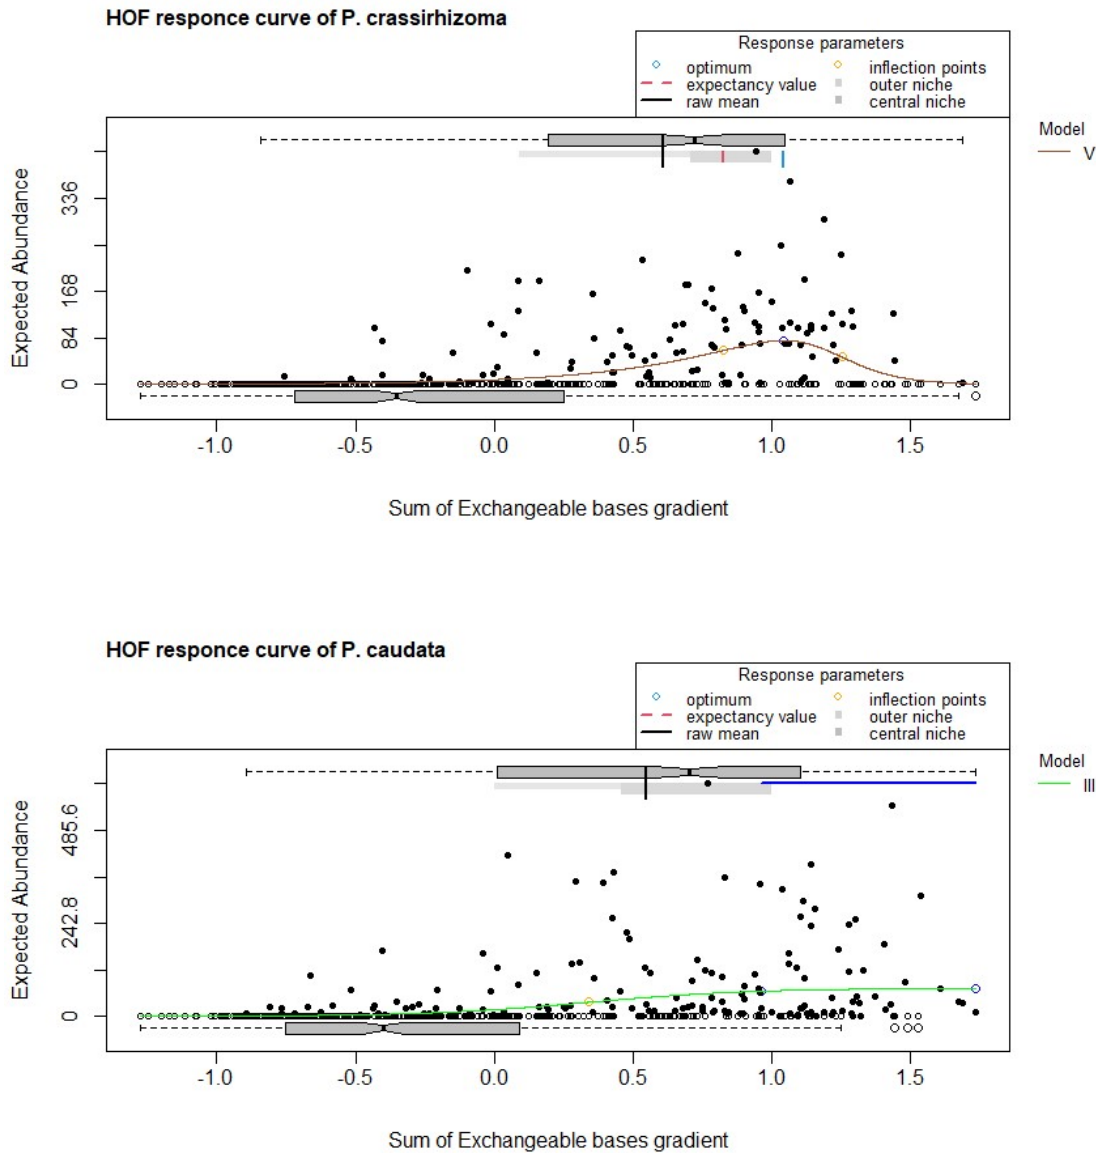 HOF responce curve of P. crassirhizoma
Response parameters
optimum
inflection points
expectancy value
outer niche
raw mean
central niche
Model
V
Expected Abundance
336
168
84
0
-1.0
-0.5
0.0
0.5
1.0
1.5
Sum of Exchangeable bases gradient
HOF responce curve of P. caudata
Response parameters
optimum
inflection points
expectancy value
outer niche
raw mean
central niche
Model
III
Expected Abundance
485.6
242.8
0
-1.0
-0.5
0.0
0.5
1.0
1.5
Sum of Exchangeable bases gradient